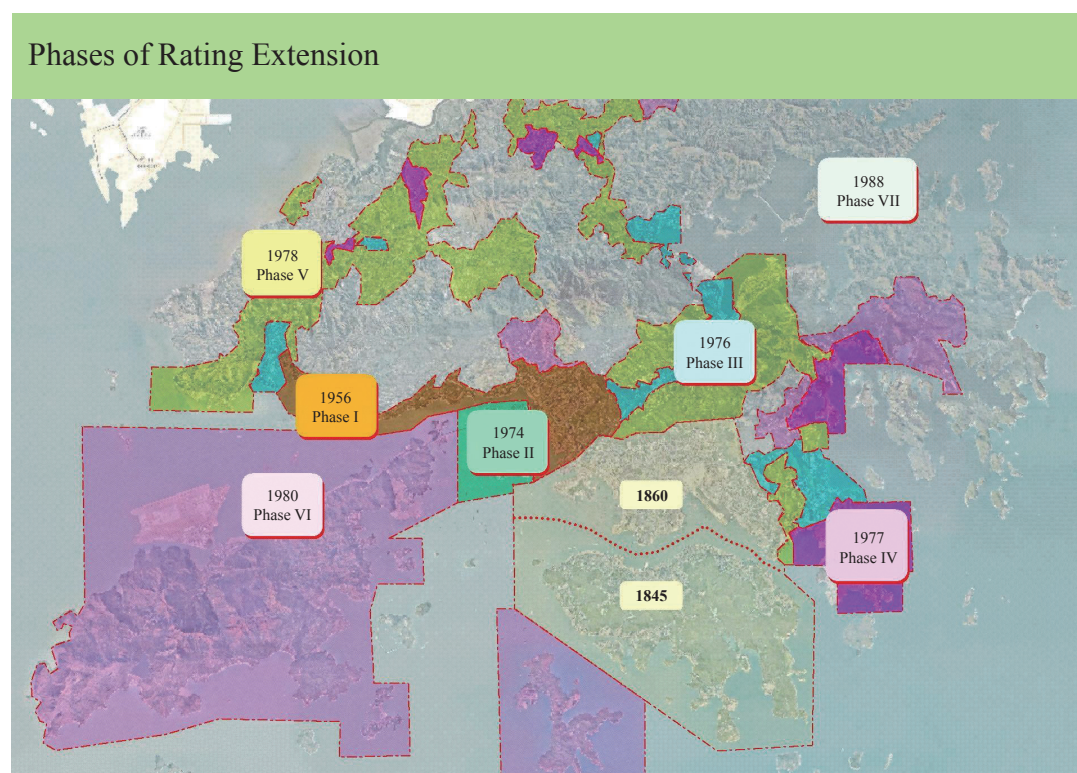 Phases of Rating Extension
1988
Phase VII
1978
Phase V
1976
Phase III
1956
Phase I
1974
Phase II
1980
Phase VI
1860
1977
Phase IV
1845